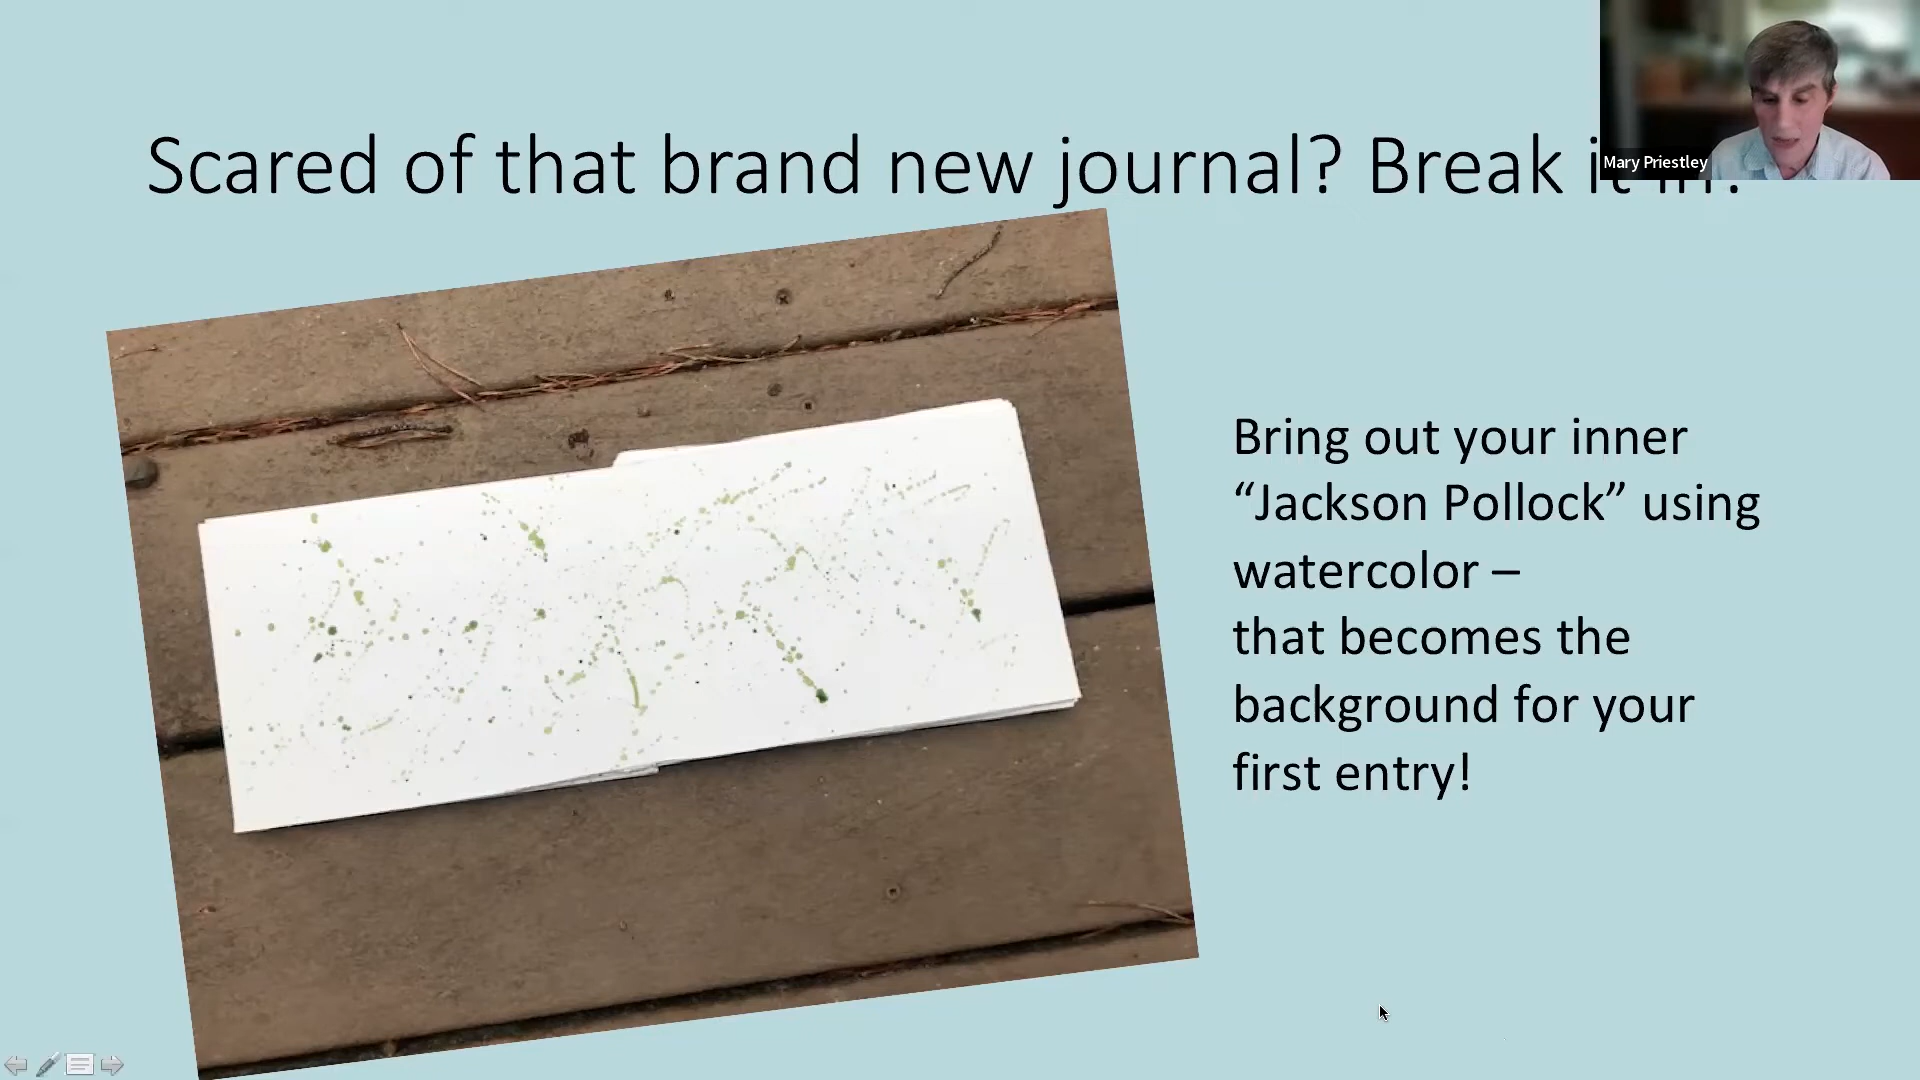 Scared of that brand new journal? Break it in!
Mary Priestley
Bring out your inner
“Jackson Pollock” using
watercolor –
that becomes the
background for your
first entry!